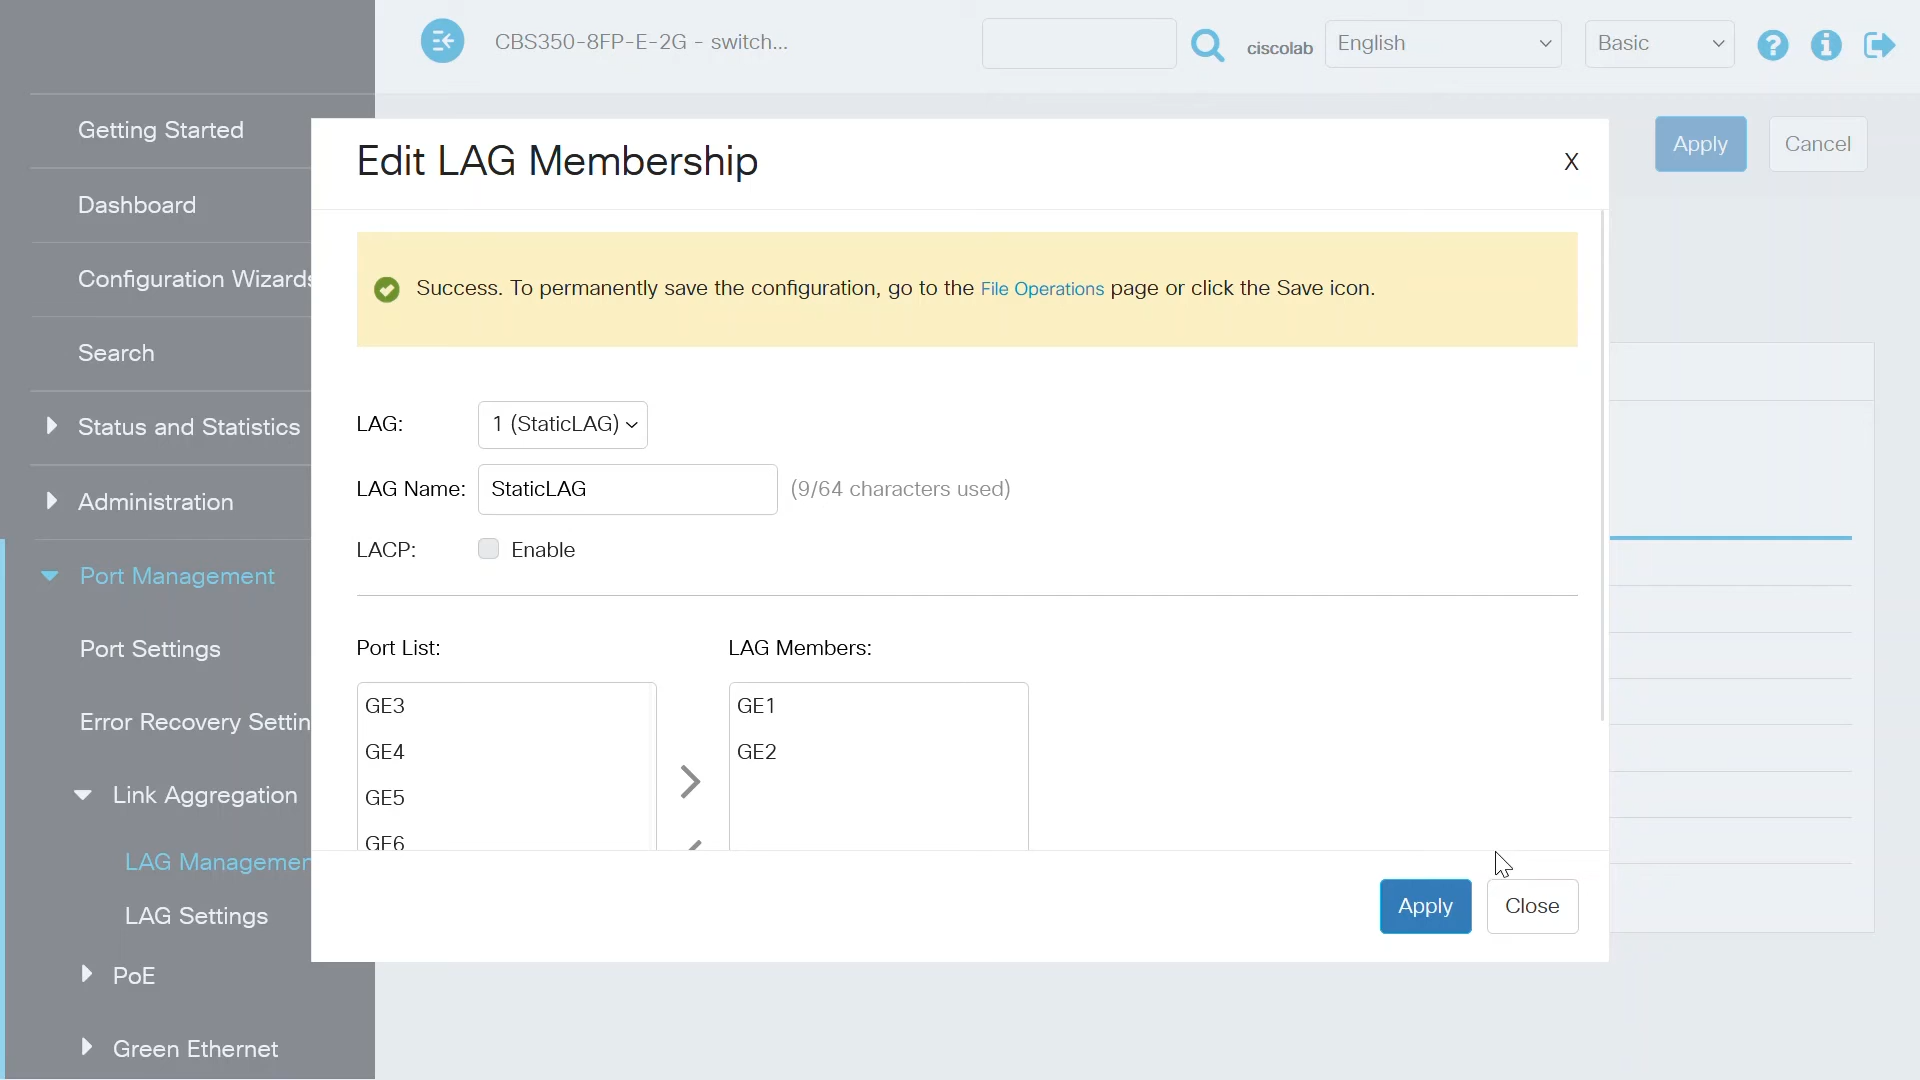 CBS350-8FP-E-2G - switch...
ciscolab
English
Basic
Getting Started
Dashboard
Configuration Wizards
Search
Status and Statistics
Administration
Port Management
Port Settings
Error Recovery Settin
Link Aggregation
LAG Managemen
LAG Settings
PoE
Green Ethernet
Apply
Cancel
Edit LAG Membership
X
Success. To permanently save the configuration, go to the File Operations page or click the Save icon.
LAG: 1 (StaticLAG)
LAG Name: StaticLAG (9/64 characters used)
LACP: Enable
Port List: LAG Members:
GE3 GE1
GE4 GE2
GE5
GE6
Apply Close